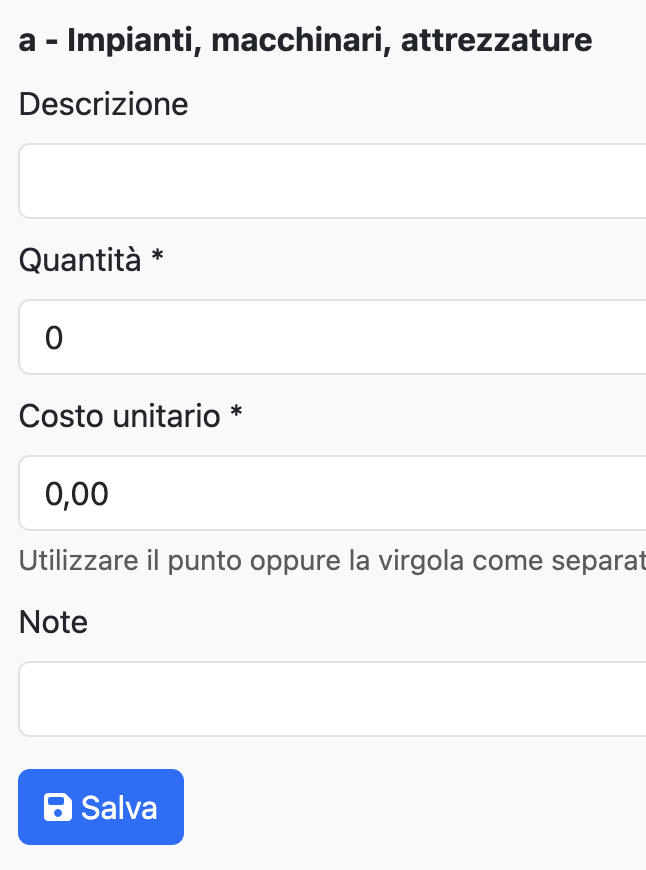 a - Impianti, macchinari, attrezzature
Descrizione
Quantità *
0
Costo unitario *
0,00
Utilizzare il punto oppure la virgola come
Note
Salva